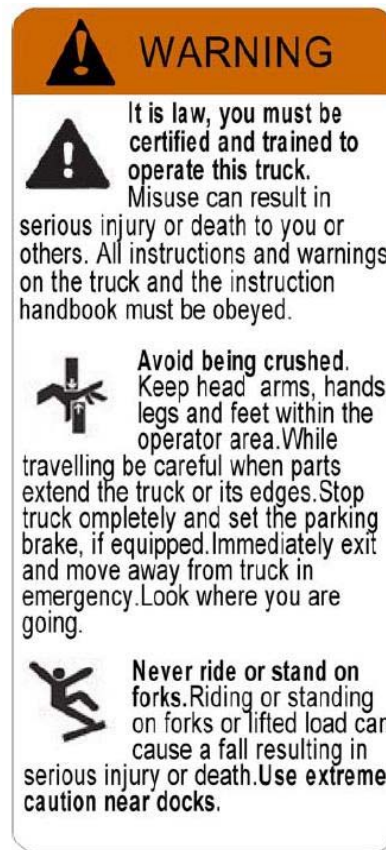 WARNING
It is law, you must be
certified and trained to
operate this truck.
Misuse can result in
serious injury or death to you or
others. All instructions and warnings
on the truck and the instruction
handbook must be obeyed.
Avoid being crushed.
Keep head arms, hands
legs and feet within the
operator area.While
travelling be careful when parts
extend the truck or its edges.Stop
truck ompletely and set the parking
brake, if equipped.Immediately exit
and move away from truck in
emergency.Look where you are
going.
Never ride or stand on
forks.Riding or standing
on forks or lifted load can
cause a fall resulting in
serious injury or death.Use extreme
caution near docks.